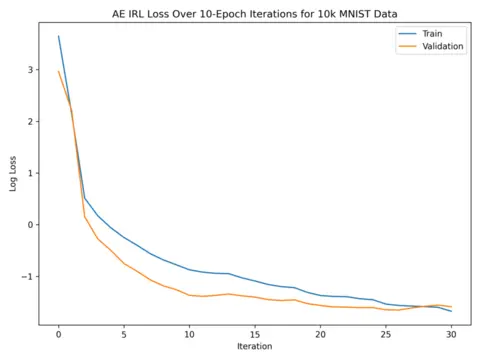 AE IRL Loss Over 10-Epoch Iterations for 10k MNIST Data
Train
Validation
3
2
1
0
−1
Log Loss
0 5 10 15 20 25 30
Iteration